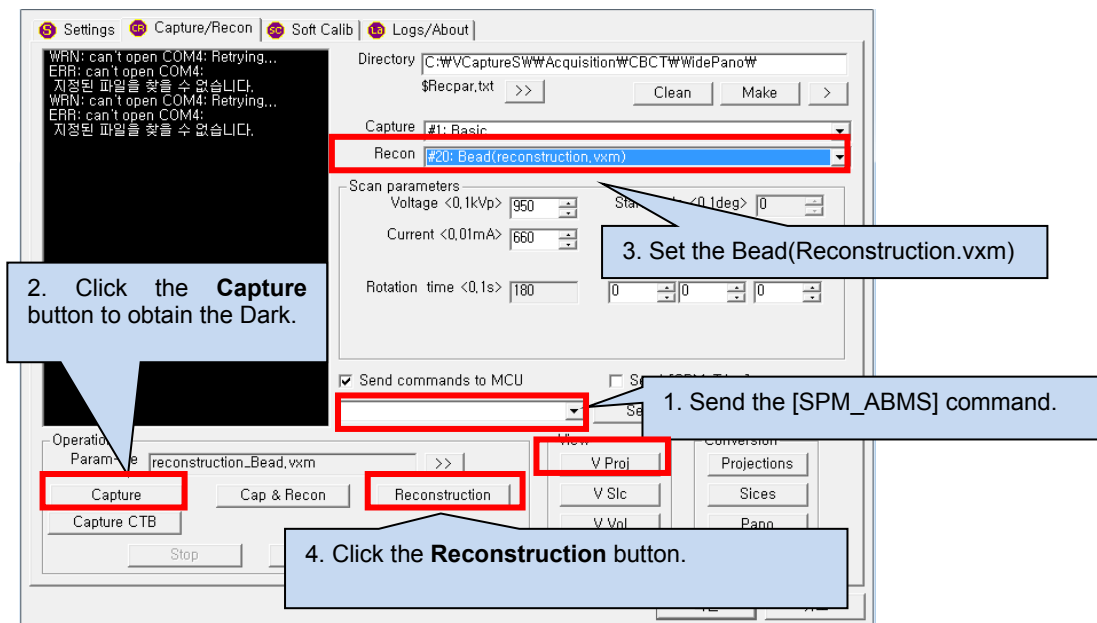 Settings Capture/Recon Soft Calib Logs/About
WRN: can't open COM4: Retrying,,,
ERR: can't open COM4:
지정된 파일을 찾을 수 없습니다.
WRN: can't open COM4: Retrying,,,
ERR: can't open COM4:
지정된 파일을 찾을 수 없습니다.
Directory C:₩VCaptureSW₩Acquisition₩CBCT₩WidePano₩
$Recpar,txt >> Clean Make >
Capture #1: Basic
Recon #20: Bead(reconstruction,vxm)
Scan parameters
Voltage <0,1kVp> 950 <0,1deg> 0
Current <0,01mA> 660
3. Set the Bead(Reconstruction.vxm)
2. Click the Capture
button to obtain the Dark.
Rotation time <0,1s> 180 0 0 0
Send commands to MCU
1. Send the [SPM_ABMS] command.
Operation View Conversion
reconstruction_Bead,vxm >> V Proj Projections
Capture Cap & Recon Reconstruction V Slc Sices
Capture CTB V Vol Pano
Stop
4. Click the Reconstruction button.